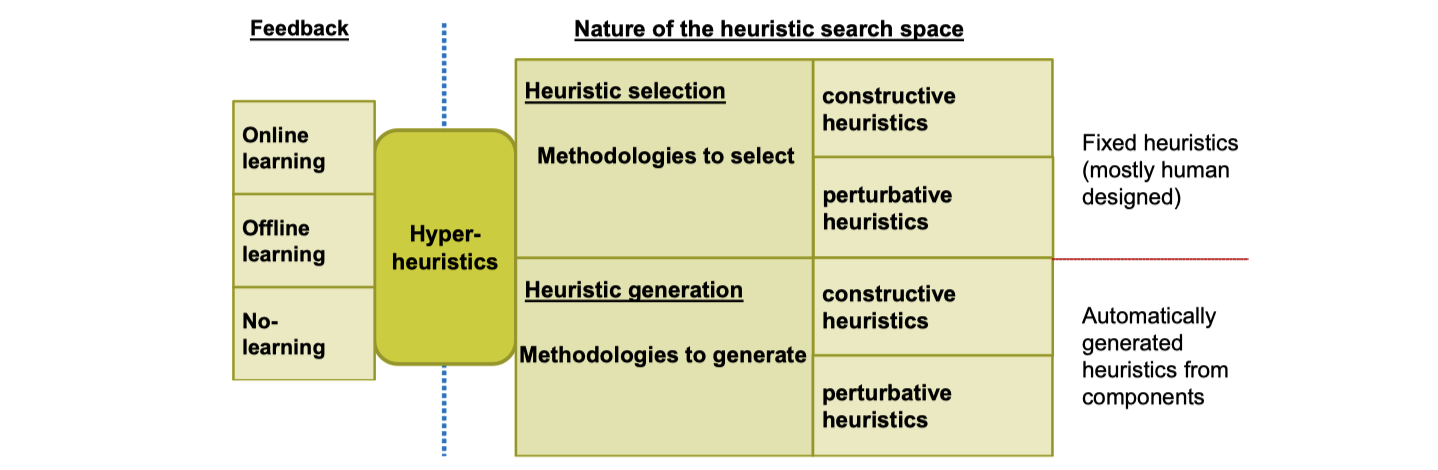 Feedback
Nature of the heuristic search space
Online
learning
Offline
learning
No-
learning
Hyper-
heuristics
Heuristic selection
Methodologies to select
constructive
heuristics
perturbative
heuristics
Heuristic generation
Methodologies to generate
constructive
heuristics
perturbative
heuristics
Fixed heuristics
(mostly human
designed)
Automatically
generated
heuristics from
components